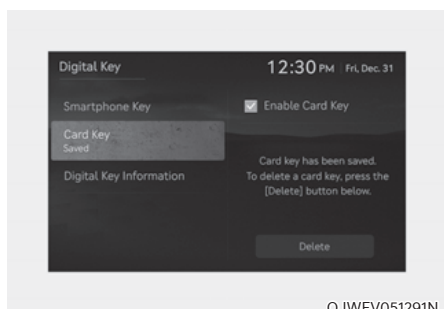 Digital Key
12:30 PM Fri, Dec. 31
Smartphone Key
Enable Card Key
Card Key
Saved
Digital Key Information
Card key has been saved.
To delete a card key, press the
[Delete] button below.
Delete
OJWEV051291N